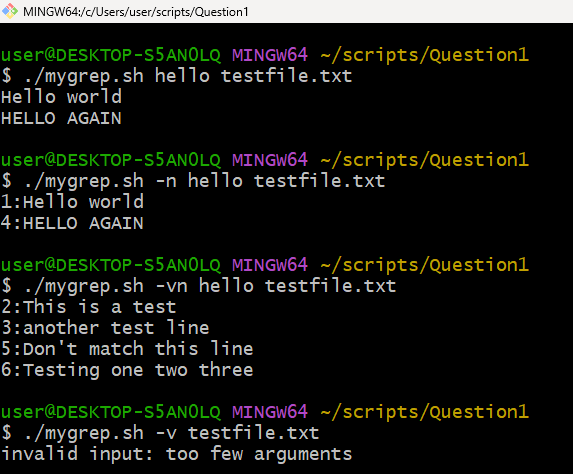 MINGW64:/c/Users/user/scripts/Question1
user@DESKTOP-S5AN0LQ MINGW64 ~/scripts/Question1
$ ./mygrep.sh hello testfile.txt
Hello world
HELLO AGAIN
user@DESKTOP-S5AN0LQ MINGW64 ~/scripts/Question1
$ ./mygrep.sh -n hello testfile.txt
1:Hello world
4:HELLO AGAIN
user@DESKTOP-S5AN0LQ MINGW64 ~/scripts/Question1
$ ./mygrep.sh -vn hello testfile.txt
2:This is a test
3:another test line
5:Don't match this line
6:Testing one two three
user@DESKTOP-S5AN0LQ MINGW64 ~/scripts/Question1
$ ./mygrep.sh -v testfile.txt
invalid input: too few arguments